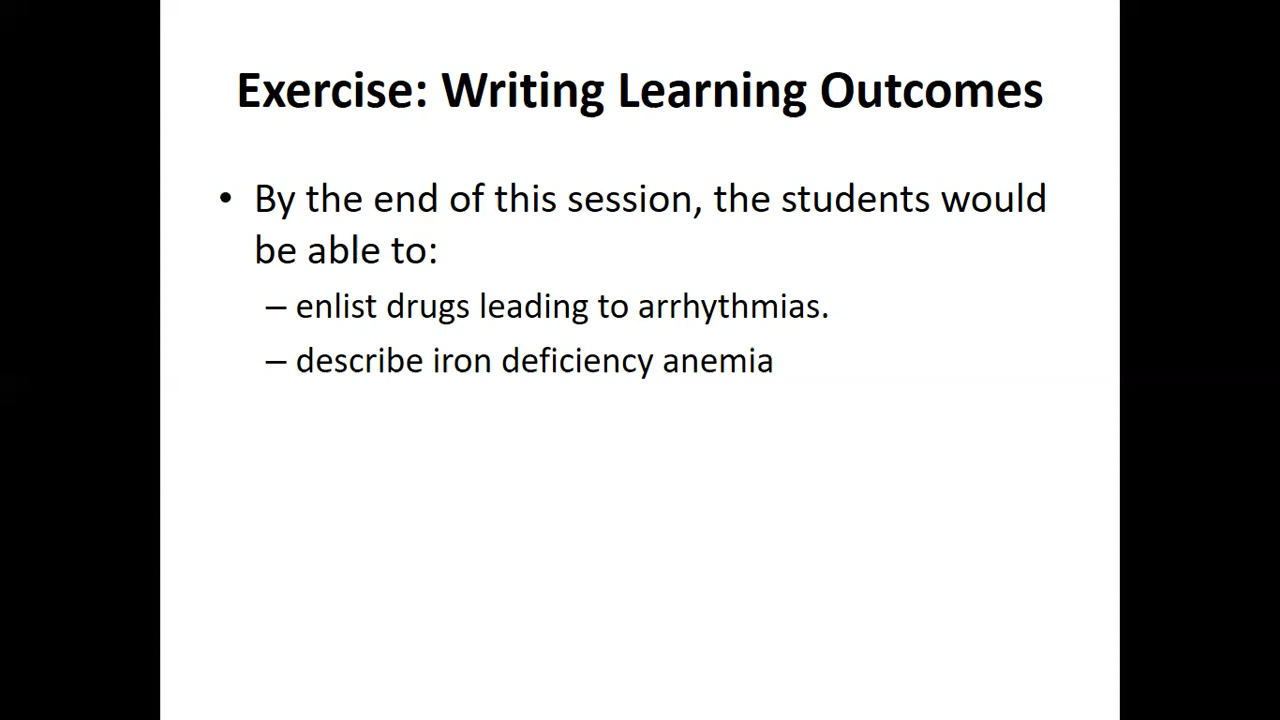 Exercise: Writing Learning Outcomes
• By the end of this session, the students would
be able to:
– enlist drugs leading to arrhythmias.
– describe iron deficiency anemia